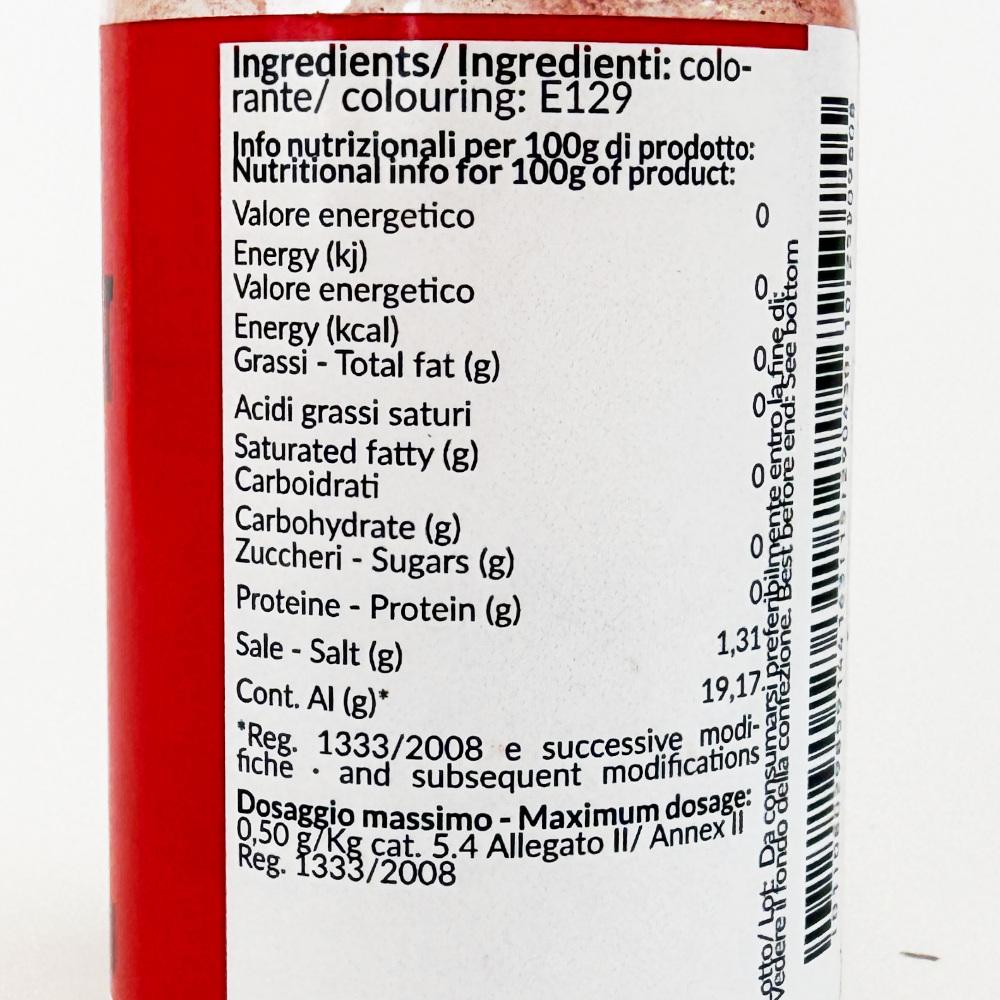 Ingredients/ Ingredienti: colo-
rante/ colouring: E129
Info nutrizionali per 100g di prodotto:
Nutritional info for 100g of product:
Valore energetico 0
Energy (kj)
Valore energetico 0
Energy (kcal)
Grassi - Total fat (g) 0
Acidi grassi saturi 0
Saturated fatty (g)
Carboidrati 0
Carbohydrate (g)
Zuccheri - Sugars (g) 0
Proteine - Protein (g) 0
Sale - Salt (g) 1,31
Cont. Al (g)* 19,17
*Reg. 1333/2008 e successive modi-
fiche · and subsequent modifications
Dosaggio massimo - Maximum dosage:
0,50 g/Kg cat. 5.4 Allegato II/ Annex II
Reg. 1333/2008
Lot: Da consumarsi preferibilmente entro la fine di:
Vedere il fondo della confezione. Best before end: See bottom